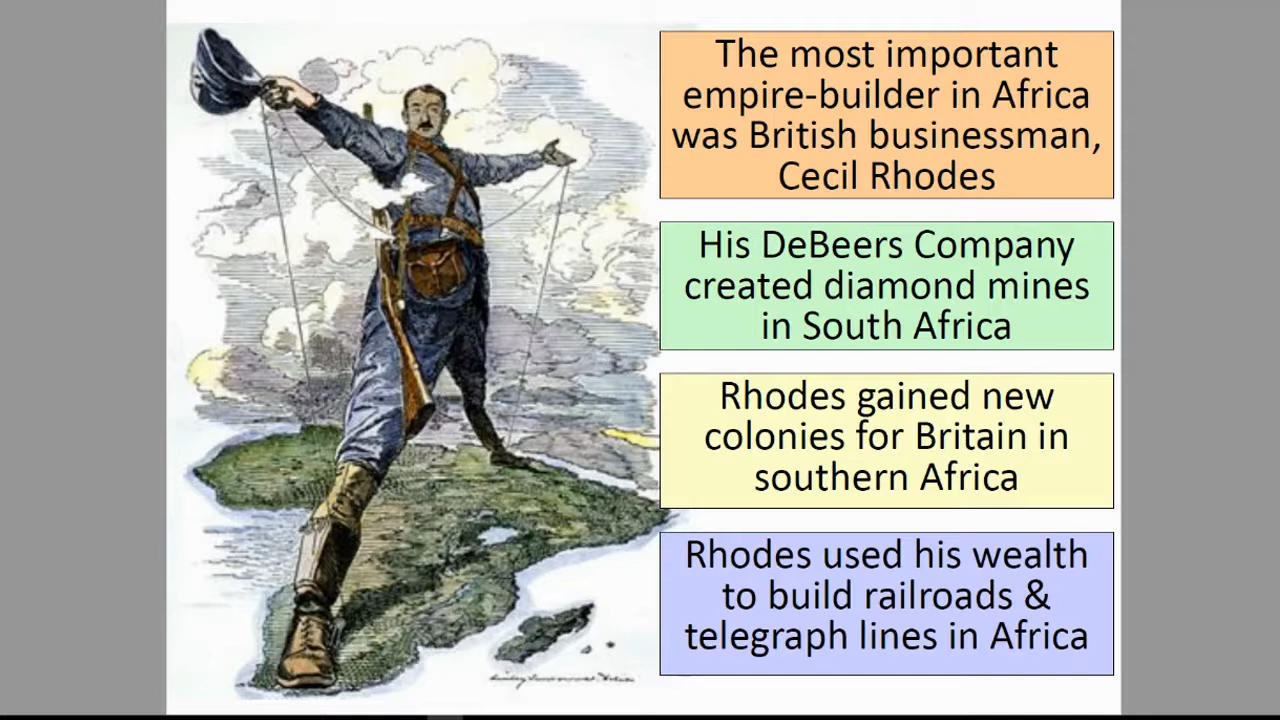 The most important
empire-builder in Africa
was British businessman,
Cecil Rhodes
His DeBeers Company
created diamond mines
in South Africa
Rhodes gained new
colonies for Britain in
southern Africa
Rhodes used his wealth
to build railroads &
telegraph lines in Africa